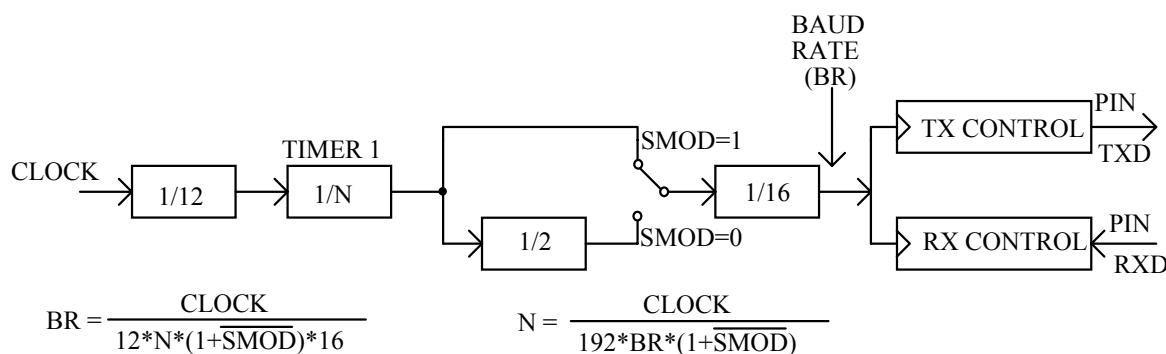 BAUD
RATE
(BR)
PIN
TX CONTROL
TXD
SMOD=1
TIMER 1
CLOCK
1/12
1/N
1/16
1/2
SMOD=0
PIN
RX CONTROL
RXD
BR = CLOCK
12*N*(1+SMOD)*16
N = CLOCK
192*BR*(1+SMOD)